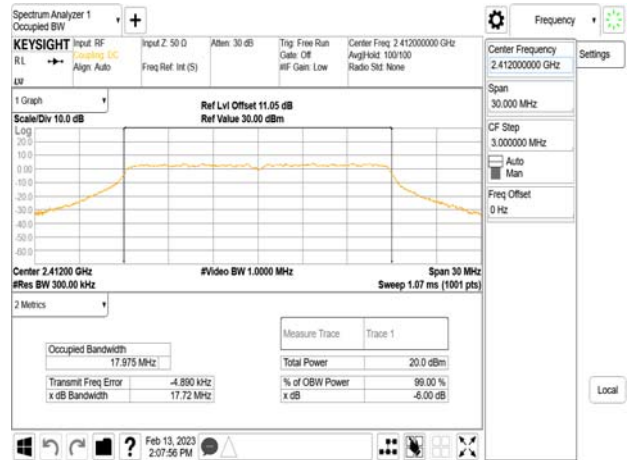 Spectrum Analyzer 1
Occupied BW
Frequency
KEYSIGHT
Input: RF
Input Z: 50 Ω
Atten: 30 dB
Trig: Free Run
Center Freq: 2.412000000 GHz
RL
Coupling: DC
Gate: Off
Avg|Hold: 100/100
Align: Auto
Freq Ref: Int (S)
#IF Gain: Low
Radio Std: None
Center Frequency
2.412000000 GHz
Settings
Span
30.000 MHz
CF Step
3.000000 MHz
Auto
Man
Freq Offset
0 Hz
Local
1 Graph
Ref Lvl Offset 11.05 dB
Scale/Div 10.0 dB
Ref Value 30.00 dBm
Log
20.0
10.0
0.00
-10.0
-20.0
-30.0
-40.0
-50.0
-60.0
Center 2.41200 GHz
#Video BW 1.0000 MHz
Span 30 MHz
#Res BW 300.00 kHz
Sweep 1.07 ms (1001 pts)
2 Metrics
Measure Trace
Trace 1
Occupied Bandwidth
17.975 MHz
Total Power
20.0 dBm
Transmit Freq Error
-4.890 kHz
% of OBW Power
99.00 %
x dB Bandwidth
17.72 MHz
x dB
-6.00 dB
?
Feb 13, 2023
2:07:56 PM